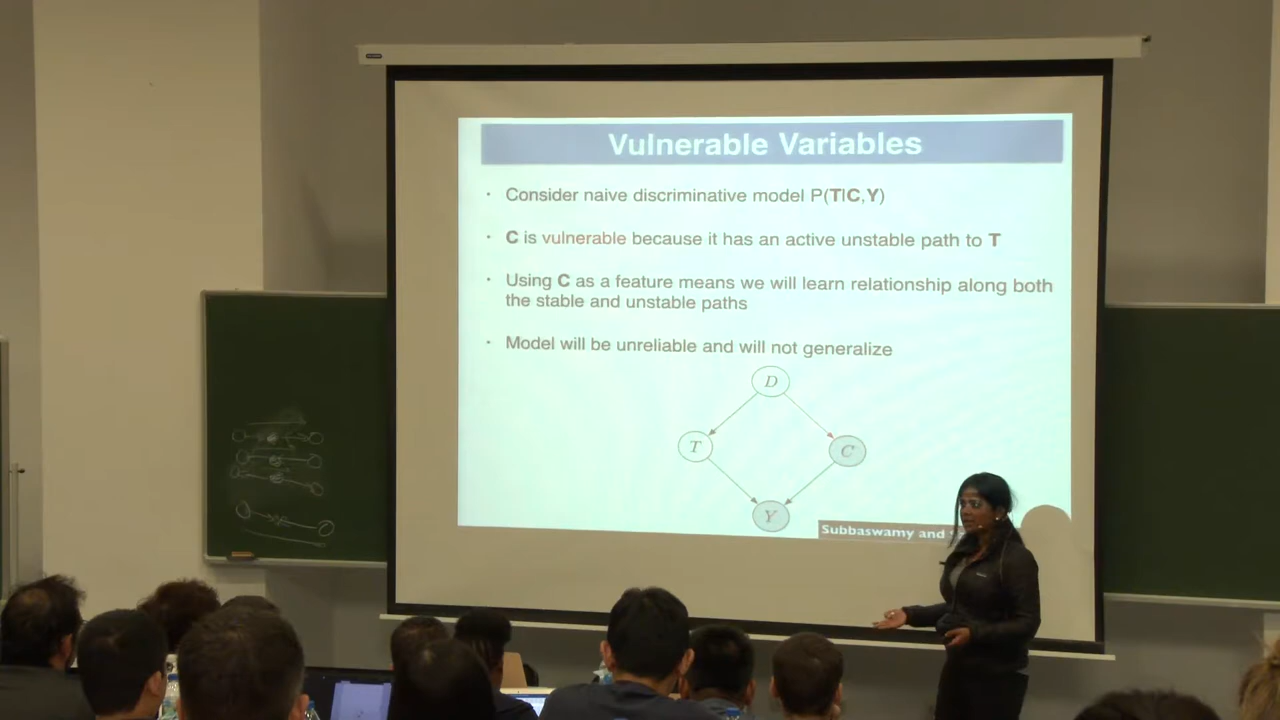 Vulnerable Variables
• Consider naive discriminative model P(T|C,Y)
• C is vulnerable because it has an active unstable path to T
• Using C as a feature means we will learn relationship along both
the stable and unstable paths
• Model will be unreliable and will not generalize
D
T
C
Y
Subbaswamy and